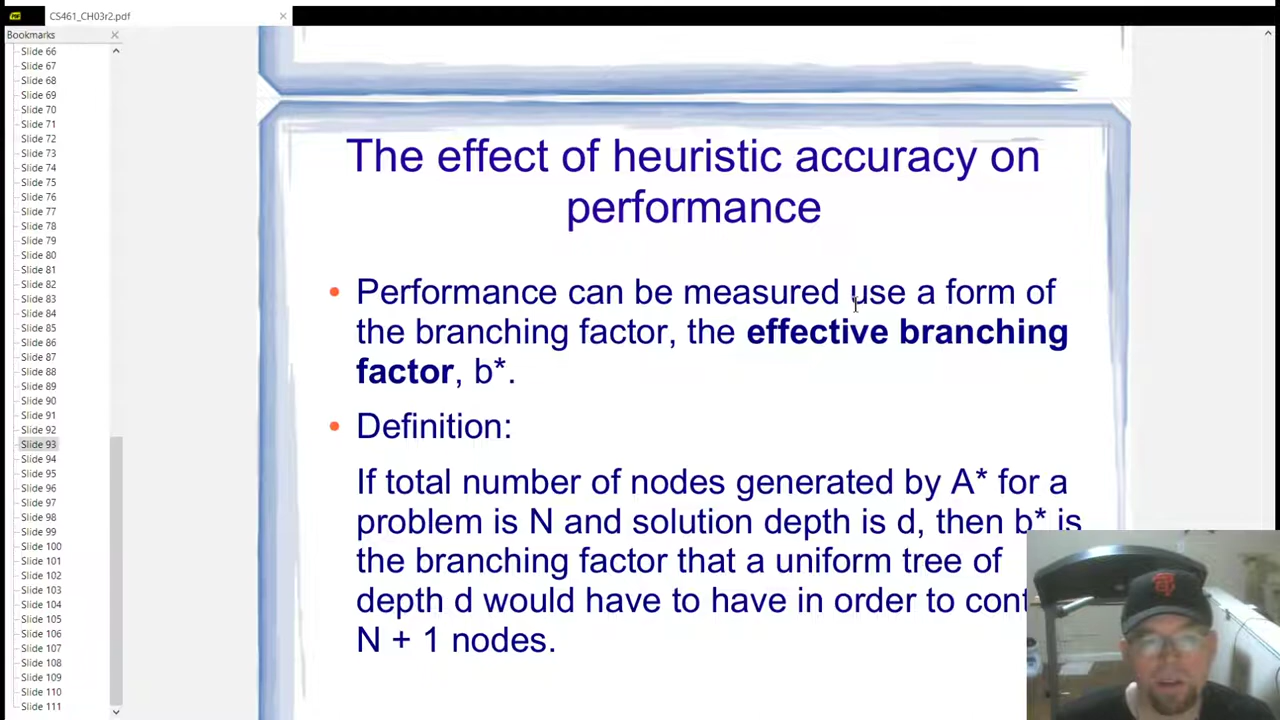 CS461_CH03r2.pdf
Bookmarks
Slide 66
Slide 67
Slide 68
Slide 69
Slide 70
Slide 71
Slide 72
Slide 73
Slide 74
Slide 75
Slide 76
Slide 77
Slide 78
Slide 79
Slide 80
Slide 81
Slide 82
Slide 83
Slide 84
Slide 85
Slide 86
Slide 87
Slide 88
Slide 89
Slide 90
Slide 91
Slide 92
Slide 93
Slide 94
Slide 95
Slide 96
Slide 97
Slide 98
Slide 99
Slide 100
Slide 101
Slide 102
Slide 103
Slide 104
Slide 105
Slide 106
Slide 107
Slide 108
Slide 109
Slide 110
Slide 111
The effect of heuristic accuracy on
performance
• Performance can be measured use a form of
the branching factor, the effective branching
factor, b*.
• Definition:
If total number of nodes generated by A* for a
problem is N and solution depth is d, then b* is
the branching factor that a uniform tree of
depth d would have to have in order to cont
N + 1 nodes.